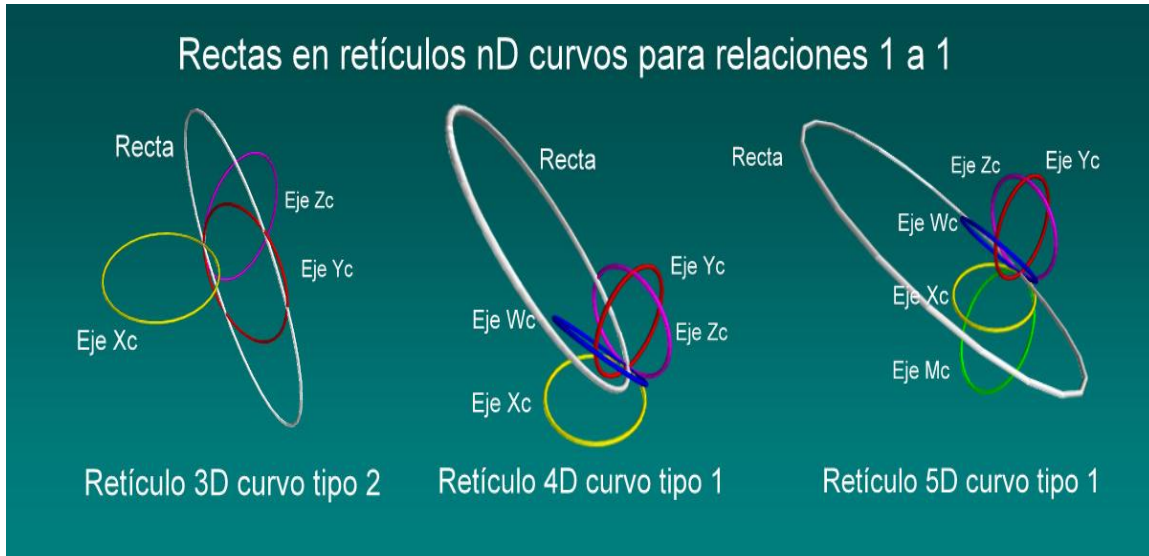 Rectas en retículos nD curvos para relaciones 1 a 1
Recta
Eje Zc
Eje Yc
Eje Xc
Retículo 3D curvo tipo 2
Recta
Eje Yc
Eje Wc
Eje Zc
Eje Xc
Retículo 4D curvo tipo 1
Recta
Eje Zc
Eje Yc
Eje Wc
Eje Xc
Eje Mc
Retículo 5D curvo tipo 1